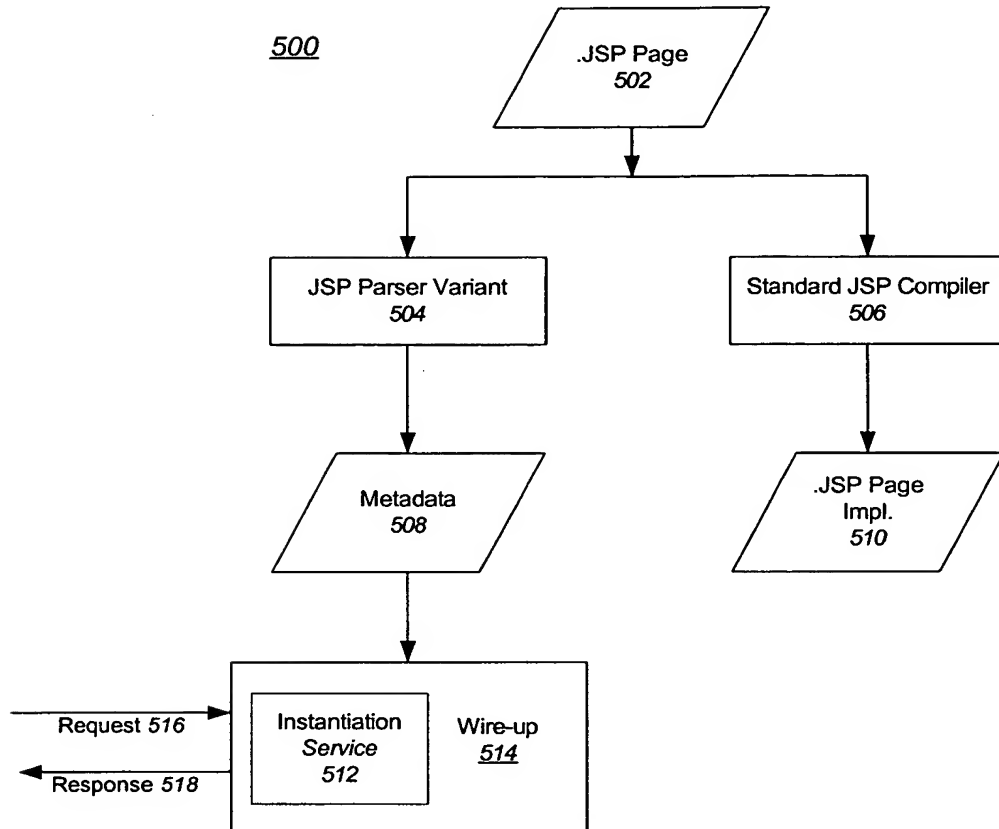 500
.JSP Page
502
JSP Parser Variant
504
Standard JSP Compiler
506
Metadata
508
.JSP Page
Impl.
510
Request 516
Response 518
Instantiation
Service
512
Wire-up
514